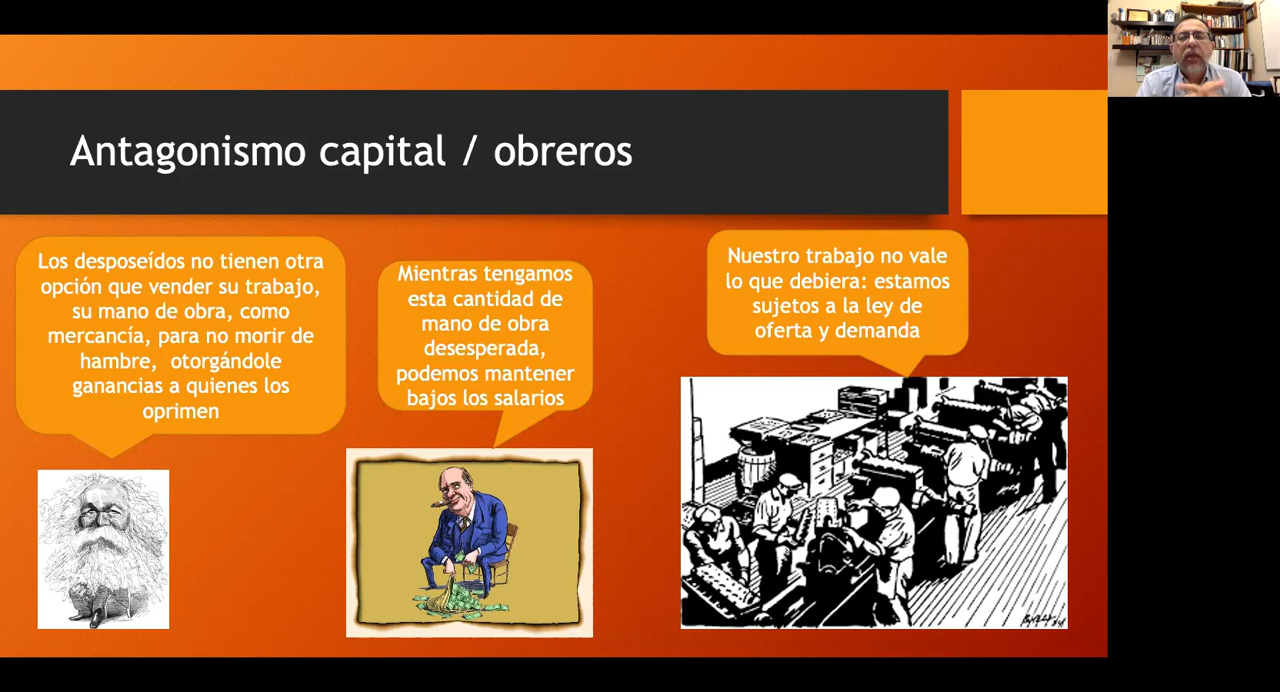 Antagonismo capital / obreros
Los desposeídos no tienen otra
opción que vender su trabajo,
su mano de obra, como
mercancía, para no morir de
hambre, otorgándole
ganancias a quienes los
oprimen
Mientras tengamos
esta cantidad de
mano de obra
desesperada,
podemos mantener
bajos los salarios
Nuestro trabajo no vale
lo que debiera: estamos
sujetos a la ley de
oferta y demanda